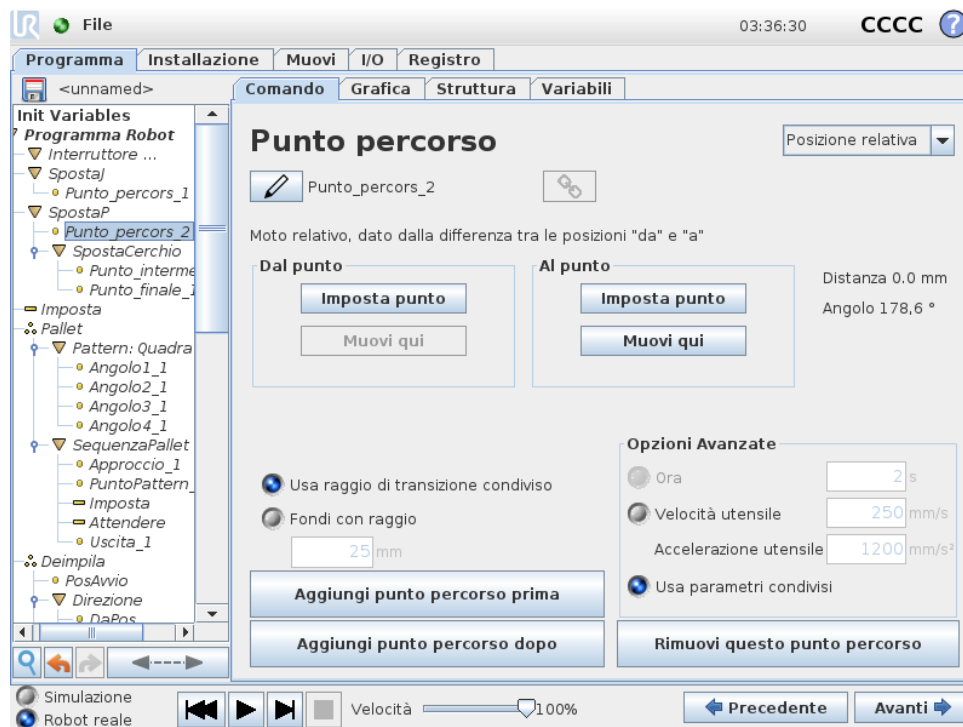 UR File 03:36:30 CCCC ?
Programma Installazione Muovi I/O Registro
<unnamed>
Comando Grafica Struttura Variabili
Init Variables
Programma Robot
Interruttore ...
SpostaJ
Punto_percors_1
SpostaP
Punto_percors_2
SpostaCerchio
Punto_interme
Punto_finale_1
Imposta
Pallet
Pattern: Quadra
Angolo1_1
Angolo2_1
Angolo3_1
Angolo4_1
SequenzaPallet
Approccio_1
PuntoPattern_
Imposta
Attendere
Uscita_1
Deimpila
PosAvvio
Direzione
DaPos
Punto percorso
Posizione relativa
Punto_percors_2
Moto relativo, dato dalla differenza tra le posizioni "da" e "a"
Dal punto
Imposta punto
Muovi qui
Al punto
Imposta punto
Muovi qui
Distanza 0.0 mm
Angolo 178,6 °
Usa raggio di transizione condiviso
Fondi con raggio
25 mm
Opzioni Avanzate
Ora 2 s
Velocità utensile 250 mm/s
Accelerazione utensile 1200 mm/s²
Usa parametri condivisi
Aggiungi punto percorso prima
Aggiungi punto percorso dopo
Rimuovi questo punto percorso
Simulazione
Robot reale
Velocità 100%
Precedente
Avanti